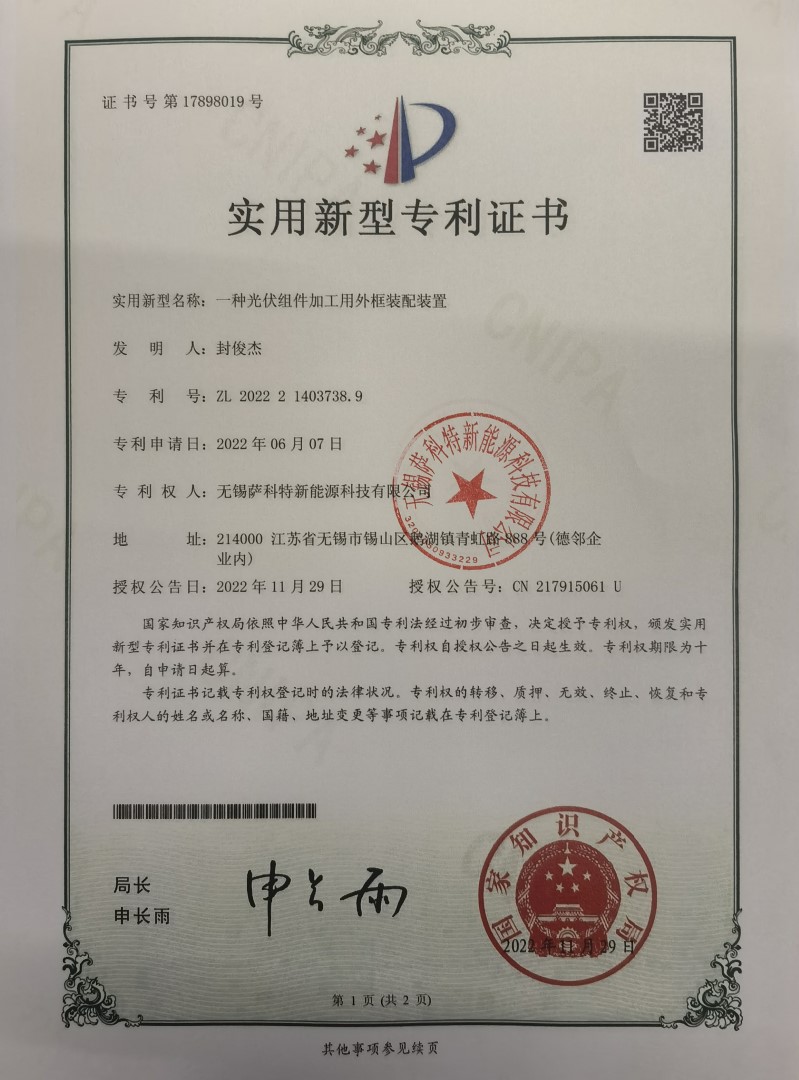 证书号第17898019号
实用新型专利证书
实用新型名称：一种光伏组件加工用外框装配装置
发明人：封俊杰
专利号：ZL 2022 2 1403738.9
专利申请日：2022年06月07日
专利权人：无锡萨科特新能源科技有限公司
地址：214000 江苏省无锡市锡山区鹅湖镇青虹路888号(德邻企
业内)
无锡萨科特新能源科技有限公司
授权公告日：2022年11月29日 授权公告号：CN 217915061 U
国家知识产权局依照中华人民共和国专利法经过初步审查，决定授予专利权，颁发实用
新型专利证书并在专利登记簿上予以登记。专利权自授权公告之日起生效。专利权期限为十
年，自申请日起算。
专利证书记载专利权登记时的法律状况。专利权的转移、质押、无效、终止、恢复和专
利权人的姓名或名称、国籍、地址变更等事项记载在专利登记簿上。
局长
申长雨
申长雨
国家知识产权局
2022年11月29日
第 1 页 (共 2 页)
其他事项参见续页
CNIPA